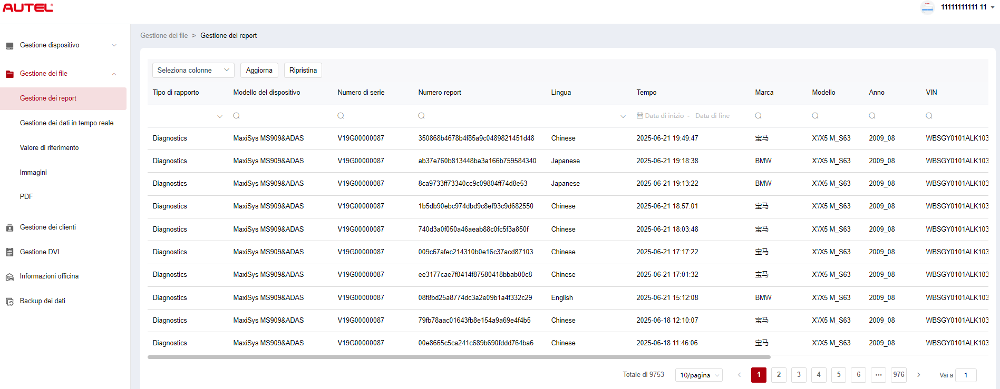 AUTEL
11111111111 11
Gestione dispositivo
Gestione dei file
Gestione dei report
Gestione dei dati in tempo reale
Valore di riferimento
Immagini
PDF
Gestione dei clienti
Gestione DVI
Informazioni officina
Backup dei dati
Gestione dei file > Gestione dei report
Seleziona colonne Aggiorna Ripristina
Tipo di rapporto Modello del dispositivo Numero di serie Numero report Lingua Tempo Marca Modello Anno VIN
Data di inizio - Data di fine
Diagnostics MaxiSys MS909&ADAS V19G00000087 350868b4678b4f85a9c0489821451d48 Chinese 2025-06-21 19:49:47 宝马 X'/X5 M_S63 2009_08 WBSGY0101ALK103
Diagnostics MaxiSys MS909&ADAS V19G00000087 ab37e760b813448ba3a166b759584340 Japanese 2025-06-21 19:18:38 BMW X'/X5 M_S63 2009_08 WBSGY0101ALK103
Diagnostics MaxiSys MS909&ADAS V19G00000087 8ca9733ff73340cc9c09804ff74d8e53 Japanese 2025-06-21 19:13:22 BMW X'/X5 M_S63 2009_08 WBSGY0101ALK103
Diagnostics MaxiSys MS909&ADAS V19G00000087 1b5db90ebc974dbd9c8ef93c9d682550 Chinese 2025-06-21 18:57:01 宝马 X'/X5 M_S63 2009_08 WBSGY0101ALK103
Diagnostics MaxiSys MS909&ADAS V19G00000087 740d3a0f050a46aeab88c0fc5f3a850f Chinese 2025-06-21 18:03:48 宝马 X'/X5 M_S63 2009_08 WBSGY0101ALK103
Diagnostics MaxiSys MS909&ADAS V19G00000087 009c67afec214310b0e16c37acd87103 Chinese 2025-06-21 17:17:22 宝马 X'/X5 M_S63 2009_08 WBSGY0101ALK103
Diagnostics MaxiSys MS909&ADAS V19G00000087 ee3177cae7f0414f87580418bbab00c8 Chinese 2025-06-21 17:01:32 宝马 X'/X5 M_S63 2009_08 WBSGY0101ALK103
Diagnostics MaxiSys MS909&ADAS V19G00000087 08f8bd25a8774dc3a2e09b1a4f332c29 English 2025-06-21 15:12:08 BMW X'/X5 M_S63 2009_08 WBSGY0101ALK103
Diagnostics MaxiSys MS909&ADAS V19G00000087 79fb78aac01643fb8e154a9a69e4f4b5 Chinese 2025-06-18 12:10:07 宝马 X'/X5 M_S63 2009_08 WBSGY0101ALK103
Diagnostics MaxiSys MS909&ADAS V19G00000087 00e8665c5ca241c689b690fddd764ba6 Chinese 2025-06-18 11:46:06 宝马 X'/X5 M_S63 2009_08 WBSGY0101ALK103
Totale di 9753 10/pagina 1 2 3 4 5 6 ••• 976 Vai a 1